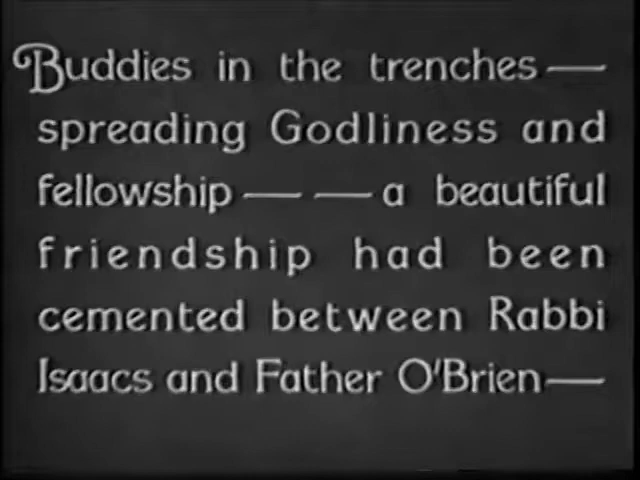 Buddies in the trenches —
spreading Godliness and
fellowship — — a beautiful
friendship had been
cemented between Rabbi
Isaacs and Father O'Brien —